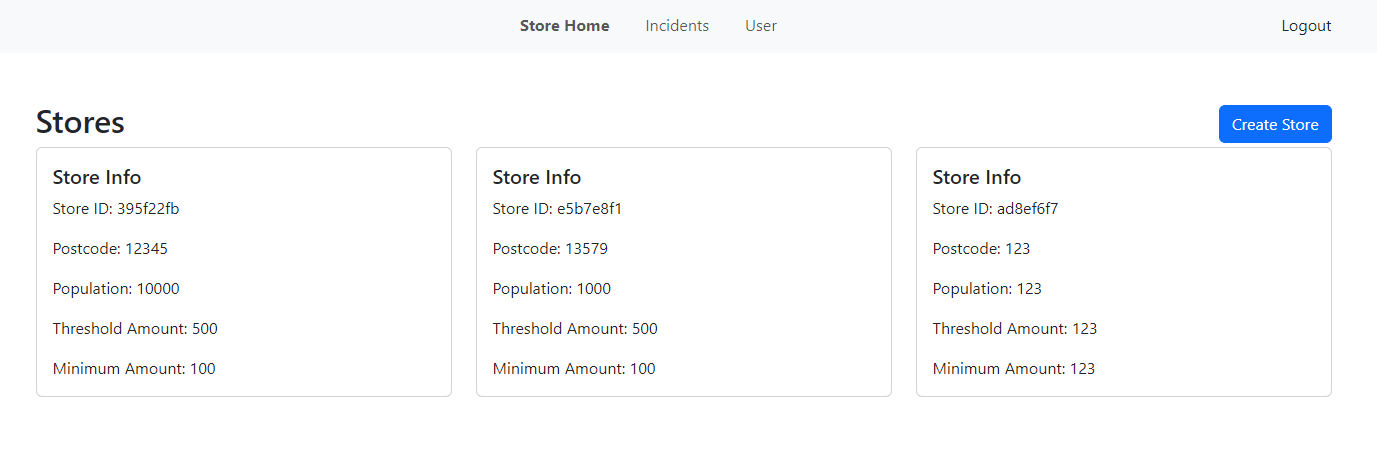 Store Home Incidents User Logout
Stores
Create Store
Store Info
Store ID: 395f22fb
Postcode: 12345
Population: 10000
Threshold Amount: 500
Minimum Amount: 100
Store Info
Store ID: e5b7e8f1
Postcode: 13579
Population: 1000
Threshold Amount: 500
Minimum Amount: 100
Store Info
Store ID: ad8ef6f7
Postcode: 123
Population: 123
Threshold Amount: 123
Minimum Amount: 123